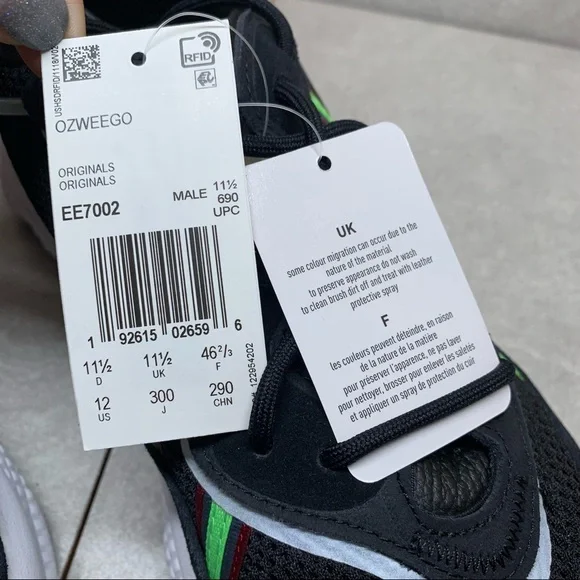 USHSDRFID/1118/V02
RFID
OZWEEGO
ORIGINALS
ORIGINALS
EE7002
MALE 11½
690
UPC
1 92615 02659 6
11½ 11½ 46⅔
D UK F
12 300 290
US J CHN
122954202
UK
some colour migration can occur due to the
nature of the material
to preserve appearance do not wash
to clean brush dirt off and treat with leather
protective spray
F
les couleurs peuvent déteindre, en raison
de la nature de la matière
pour préserver l'apparence, ne pas laver
pour nettoyer, brosser pour enlever les saletés
et appliquer un spray de protection du cuir